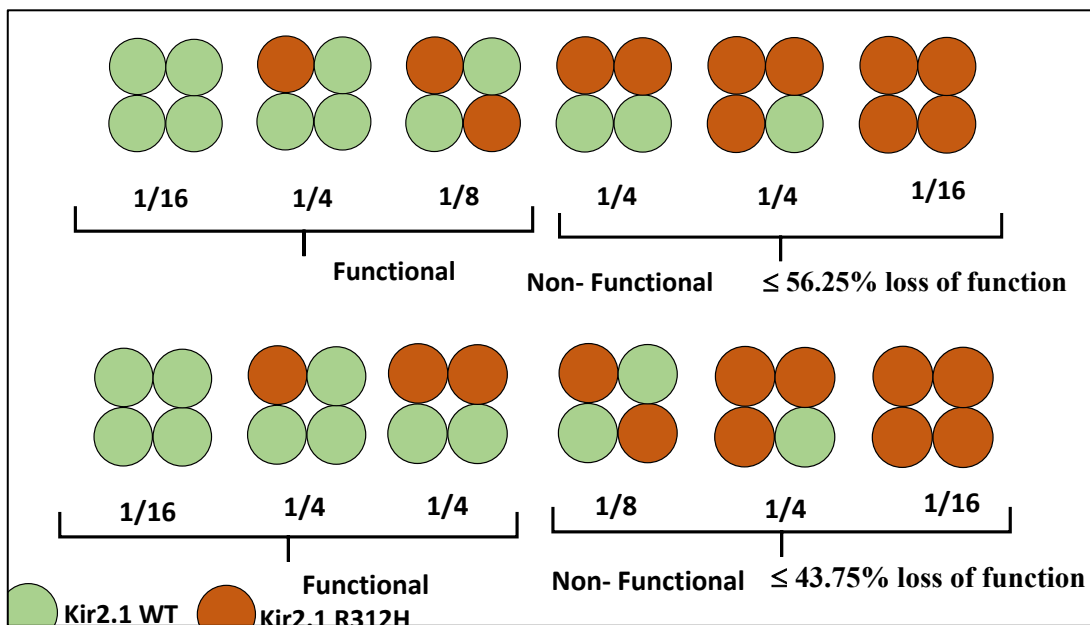 1/16 1/4 1/8 1/4 1/4 1/16
Functional Non- Functional ≤ 56.25% loss of function
1/16 1/4 1/4 1/8 1/4 1/16
Functional Non- Functional ≤ 43.75% loss of function
Kir2.1 WT Kir2.1 R312H